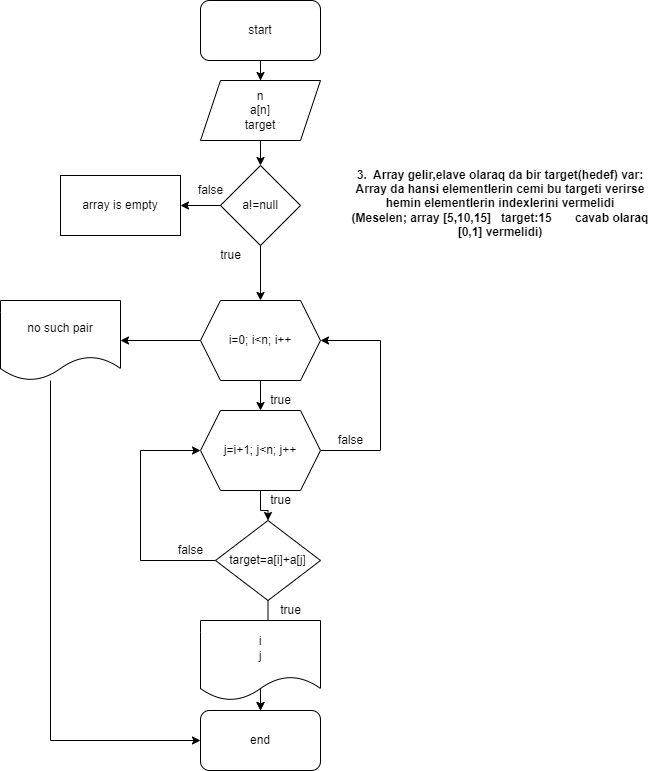 start
n
a[n]
target
3.  Array gelir,elave olaraq da bir target(hedef) var:
Array da hansi elementlerin cemi bu targeti verirse
hemin elementlerin indexlerini vermelidi
(Meselen; array [5,10,15]   target:15       cavab olaraq
[0,1] vermelidi)
a!=null
false
array is empty
true
no such pair
i=0; i<n; i++
true
j=i+1; j<n; j++
false
true
target=a[i]+a[j]
false
true
i
j
end